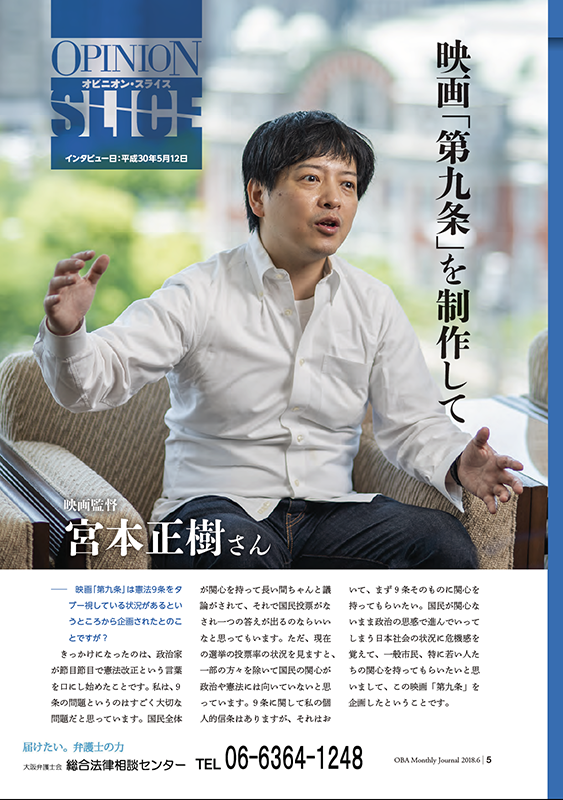 OPINION
オピニオン・スライス
SLICE
インタビュー日：平成30年5月12日
映画「第九条」を制作して
映画監督
宮本正樹さん
―― 映画「第九条」は憲法9条をタ
ブー視している状況があるとい
うところから企画されたとのこ
とですが？
きっかけになったのは、政治家
が節目節目で憲法改正という言葉
を口にし始めたことです。私は、9
条の問題というのはすごく大切な
問題だと思っています。国民全体
が関心を持って長い間ちゃんと議
論がされて、それで国民投票がな
され一つの答えが出るのならいい
なと思ってもいます。ただ、現在
の選挙の投票率の状況を見ますと、
一部の方々を除いて国民の関心が
政治や憲法には向いていないと思
っています。9条に関して私の個
人的信条はありますが、それはお
いて、まず9条そのものに関心を
持ってもらいたい。国民が関心な
いまま政治の思惑で進んでいって
しまう日本社会の状況に危機感を
覚えて、一般市民、特に若い人た
ちの関心を持ってもらいたいと思
いまして、この映画「第九条」を
企画したということです。
届けたい。弁護士の力
大阪弁護士会 総合法律相談センター TEL 06-6364-1248
OBA Monthly Journal 2018.6 | 5